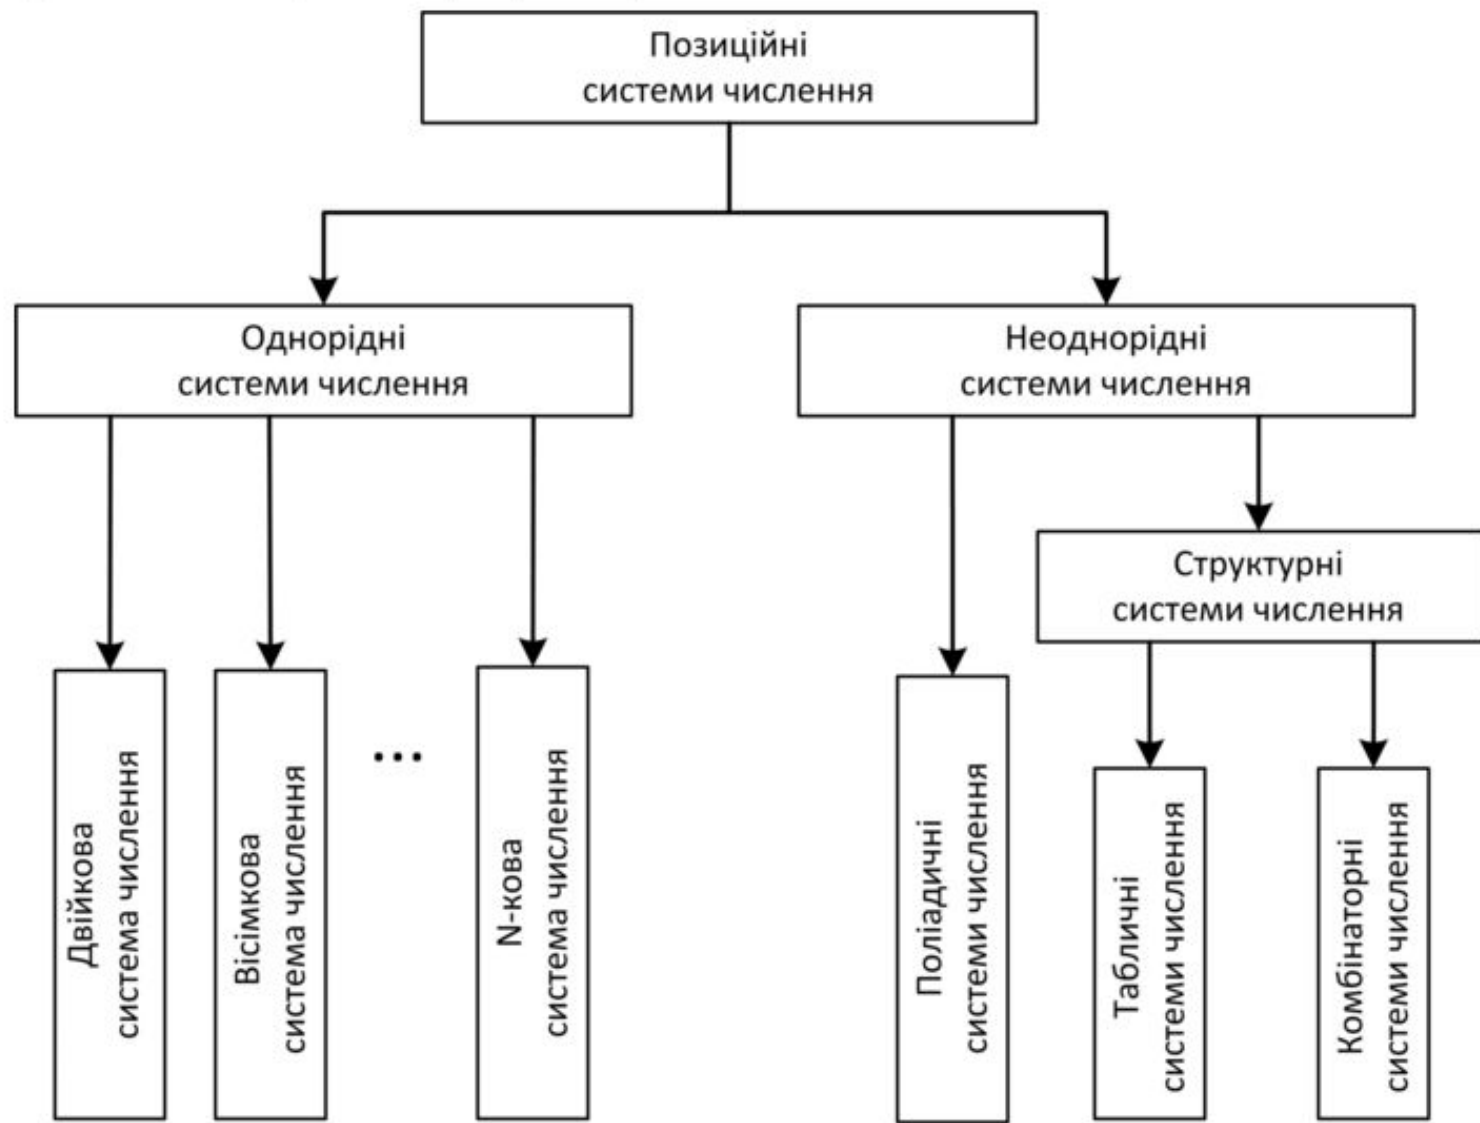 Позиційні
системи числення
Однорідні
системи числення
Неоднорідні
системи числення
Структурні
системи числення
Двійкова
система числення
Вісімкова
система числення
...
N-кова
система числення
Поліадичні
системи числення
Табличні
системи числення
Комбінаторні
системи числення